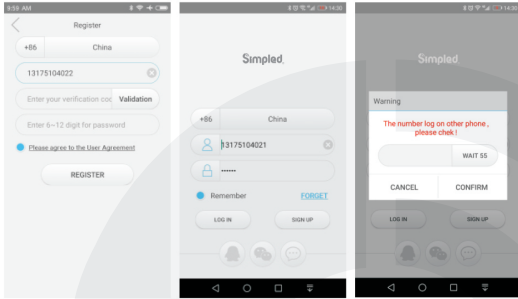 9:59 AM
Register
+86 China
13175104022
Enter your verification cod Validation
Enter 6~12 digit for password
Please agree to the User Agreement
REGISTER
14:30
Simpled
+86 China
13175104021
••••••
Remember FORGET
LOG IN SIGN UP
14:30
Simpled
Warning
The number log on other phone ,
please chek !
WAIT 55
CANCEL CONFIRM
LOG IN SIGN UP